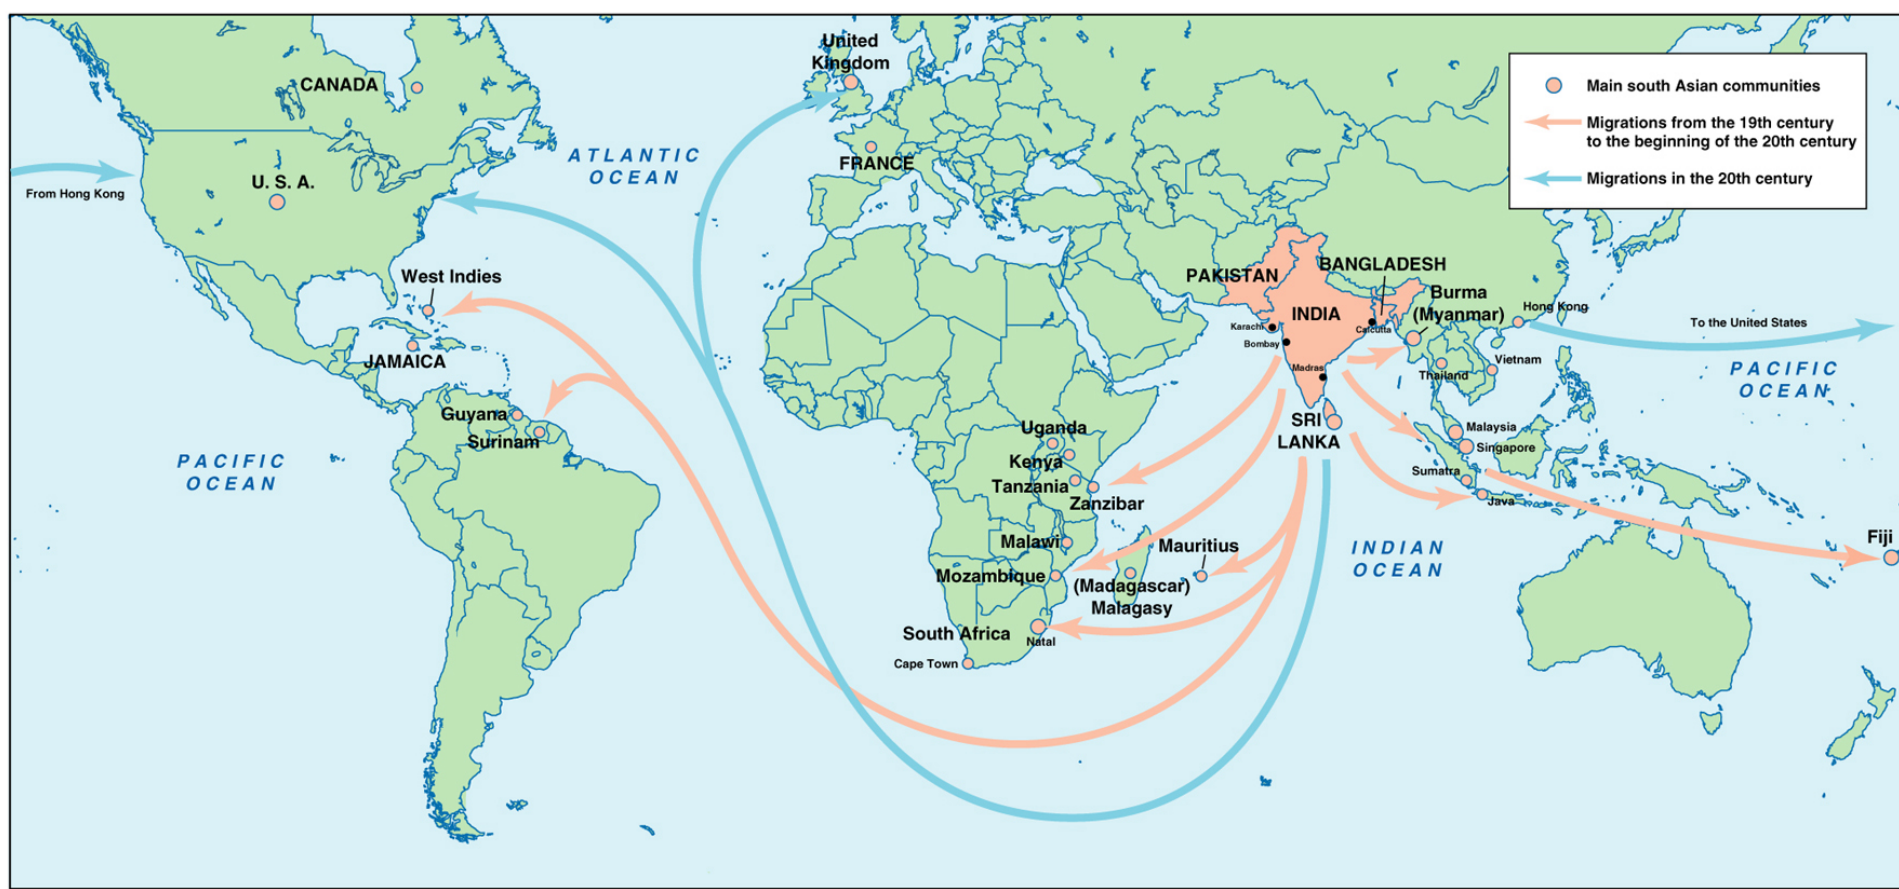 United
Kingdom
CANADA
Main south Asian communities
Migrations from the 19th century
to the beginning of the 20th century
Migrations in the 20th century
ATLANTIC
OCEAN
FRANCE
From Hong Kong
U. S. A.
West Indies
PAKISTAN
BANGLADESH
Burma
(Myanmar)
INDIA
Hong Kong
To the United States
Karachi
Calcutta
Bombay
JAMAICA
Madras
Thailand
Vietnam
PACIFIC
OCEAN
Guyana
Surinam
Uganda
Kenya
Tanzania
Zanzibar
SRI
LANKA
Malaysia
Singapore
Sumatra
Java
PACIFIC
OCEAN
Malawi
Mauritius
INDIAN
OCEAN
Fiji
Mozambique
(Madagascar)
Malagasy
South Africa
Natal
Cape Town